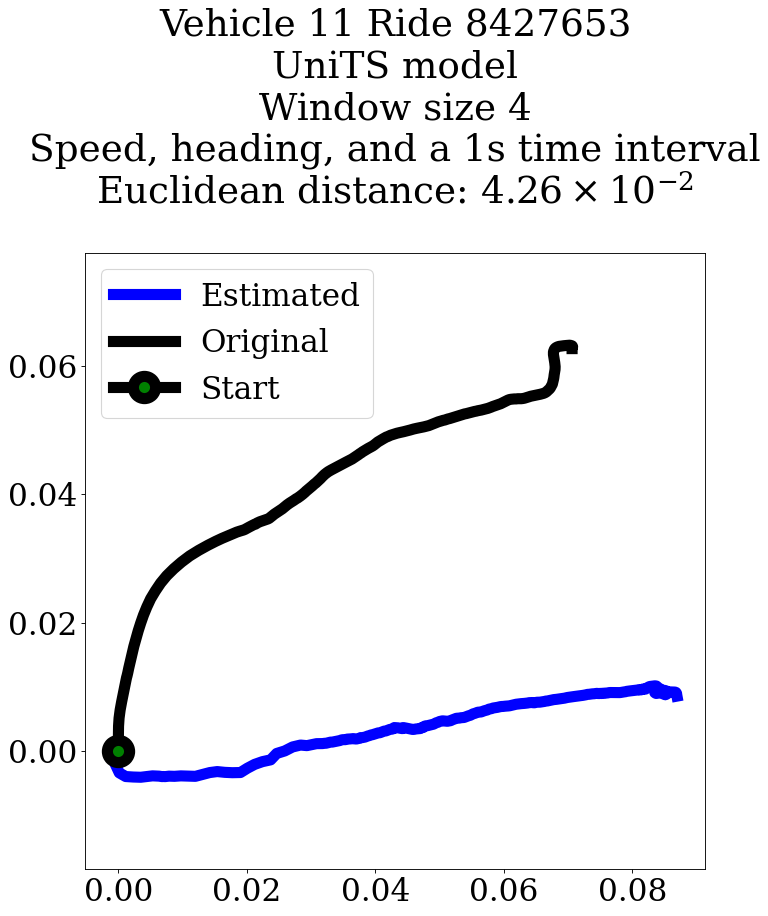 Vehicle 11 Ride 8427653
UniTS model
Window size 4
Speed, heading, and a 1s time interval
Euclidean distance: 4.26 × 10⁻²
Estimated
Original
Start
0.06
0.04
0.02
0.00
0.00 0.02 0.04 0.06 0.08